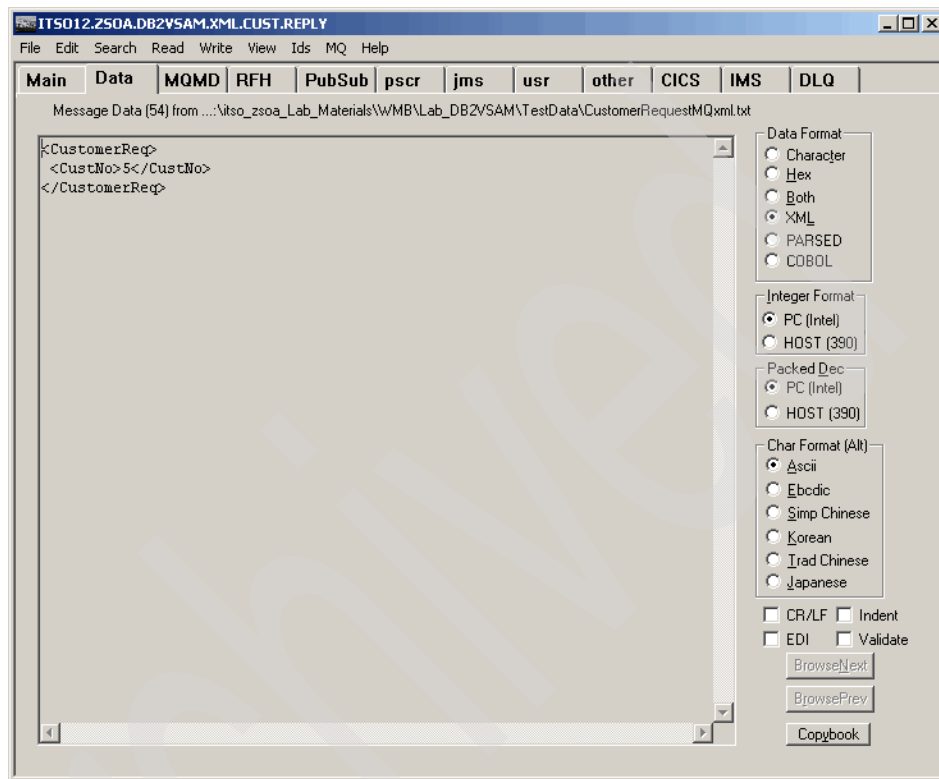 ITSO12.ZSOA.DB2VSAM.XML.CUST.REPLY
File Edit Search Read Write View Ids MQ Help
Main Data MQMD RFH PubSub pscr jms usr other CICS IMS DLQ
Message Data (54) from ...:\itso_zsoa_Lab_Materials\WMB\Lab_DB2VSAM\TestData\CustomerRequestMQxml.txt
<CustomerReq>
<CustNo>5</CustNo>
</CustomerReq>
Data Format
Character
Hex
Both
XML
PARSED
COBOL
Integer Format
PC (Intel)
HOST (390)
Packed Dec
PC (Intel)
HOST (390)
Char Format (Alt)
Ascii
Ebcdic
Simp Chinese
Korean
Trad Chinese
Japanese
CR/LF Indent
EDI Validate
BrowseNext
BrowsePrev
Copybook